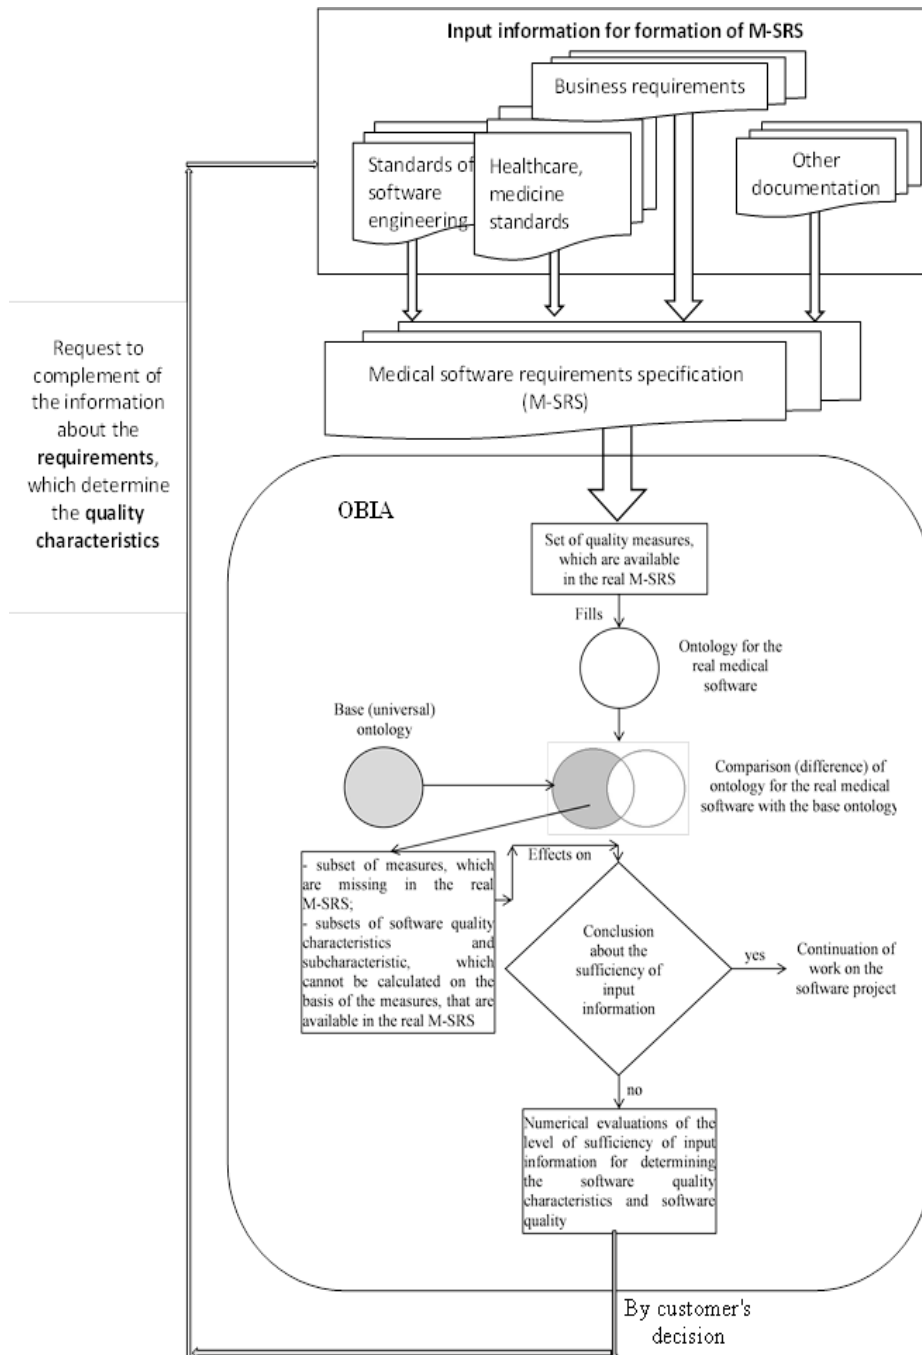 Input information for formation of M-SRS
Business requirements
Standards of
software
engineering
Healthcare,
medicine
standards
Other
documentation
Request to
complement of
the information
about the
requirements,
which determine
the quality
characteristics
Medical software requirements specification
(M-SRS)
OBIA
Set of quality measures,
which are available
in the real M-SRS
Fills
Ontology for the
real medical
software
Base (universal)
ontology
Comparison (difference) of
ontology for the real medical
software with the base ontology
- subset of measures, which
are missing in the real
M-SRS;
- subsets of software quality
characteristics and
subcharacteristic, which
cannot be calculated on the
basis of the measures, that are
available in the real M-SRS
Effects on
Conclusion
about the
sufficiency of
input
information
yes
Continuation of
work on the
software project
no
Numerical evaluations of the
level of sufficiency of input
information for determining
the software quality
characteristics and software
quality
By customer's
decision